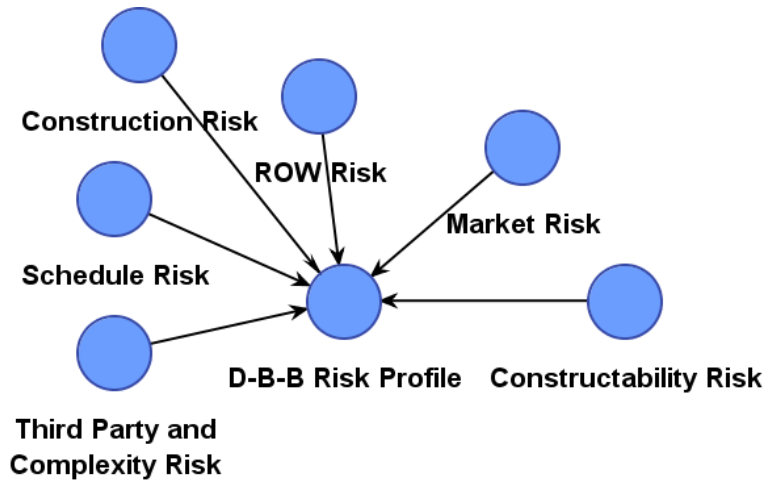 Construction Risk
ROW Risk
Market Risk
Schedule Risk
D-B-B Risk Profile
Constructability Risk
Third Party and
Complexity Risk